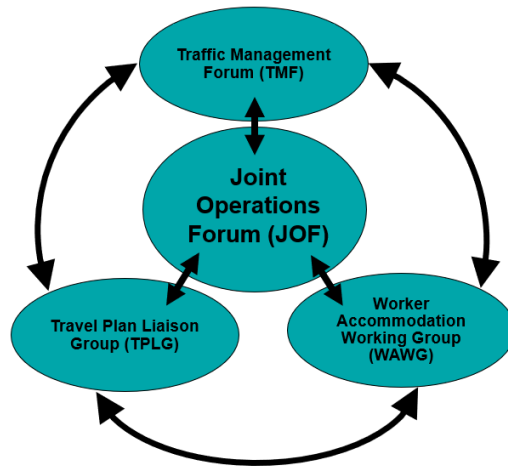 Traffic Management
Forum (TMF)
Joint
Operations
Forum (JOF)
Travel Plan Liaison
Group (TPLG)
Worker
Accommodation
Working Group
(WAWG)